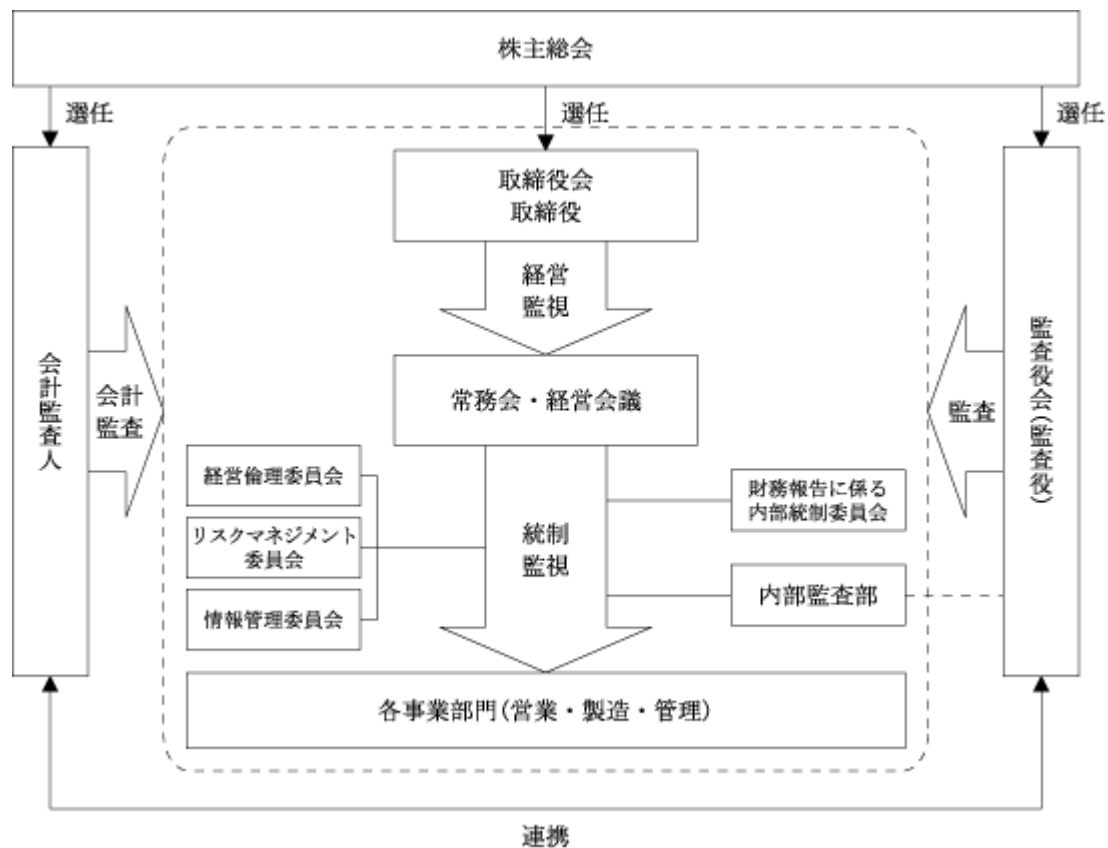 株主総会
選任
選任
選任
取締役会
取締役
経営
監視
会計監査人
会計
監査
常務会・経営会議
監査
監査役会(監査役)
経営倫理委員会
リスクマネジメント
委員会
情報管理委員会
統制
監視
財務報告に係る
内部統制委員会
内部監査部
各事業部門(営業・製造・管理)
連携